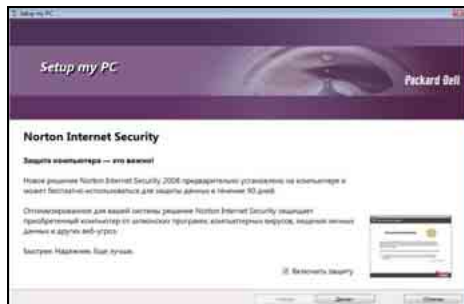 Setup my PC
Setup my PC
Packard Bell
Norton Internet Security
Защита компьютера — это важно!
Новое решение Norton Internet Security 2008 предварительно установлено на компьютере и
может бесплатно использоваться для защиты данных в течение 90 дней.
Оптимизированное для вашей системы решение Norton Internet Security защищает
приобретенный компьютер от шпионских программ, компьютерных вирусов, хищения личных
данных и других веб-угроз.
Быстрее. Надежнее. Еще лучше.
Включить защиту
Далее
Отмена